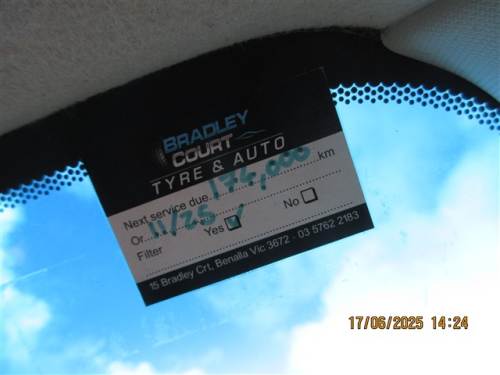 BRADLEY
COURT
TYRE & AUTO
Next service due 174,000 km
Or 11/25
Filter Yes No
15 Bradley Crt, Benalla Vic 3672 - 03 5762 2183
17/06/2025 14:24